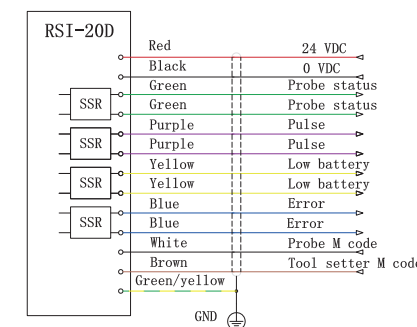 RSI-20D
Red 24 VDC
Black 0 VDC
Green Probe status
SSR
Green Probe status
Purple Pulse
SSR
Purple Pulse
Yellow Low battery
SSR
Yellow Low battery
Blue Error
SSR
Blue Error
White Probe M code
Brown Tool setter M code
Green/yellow
GND